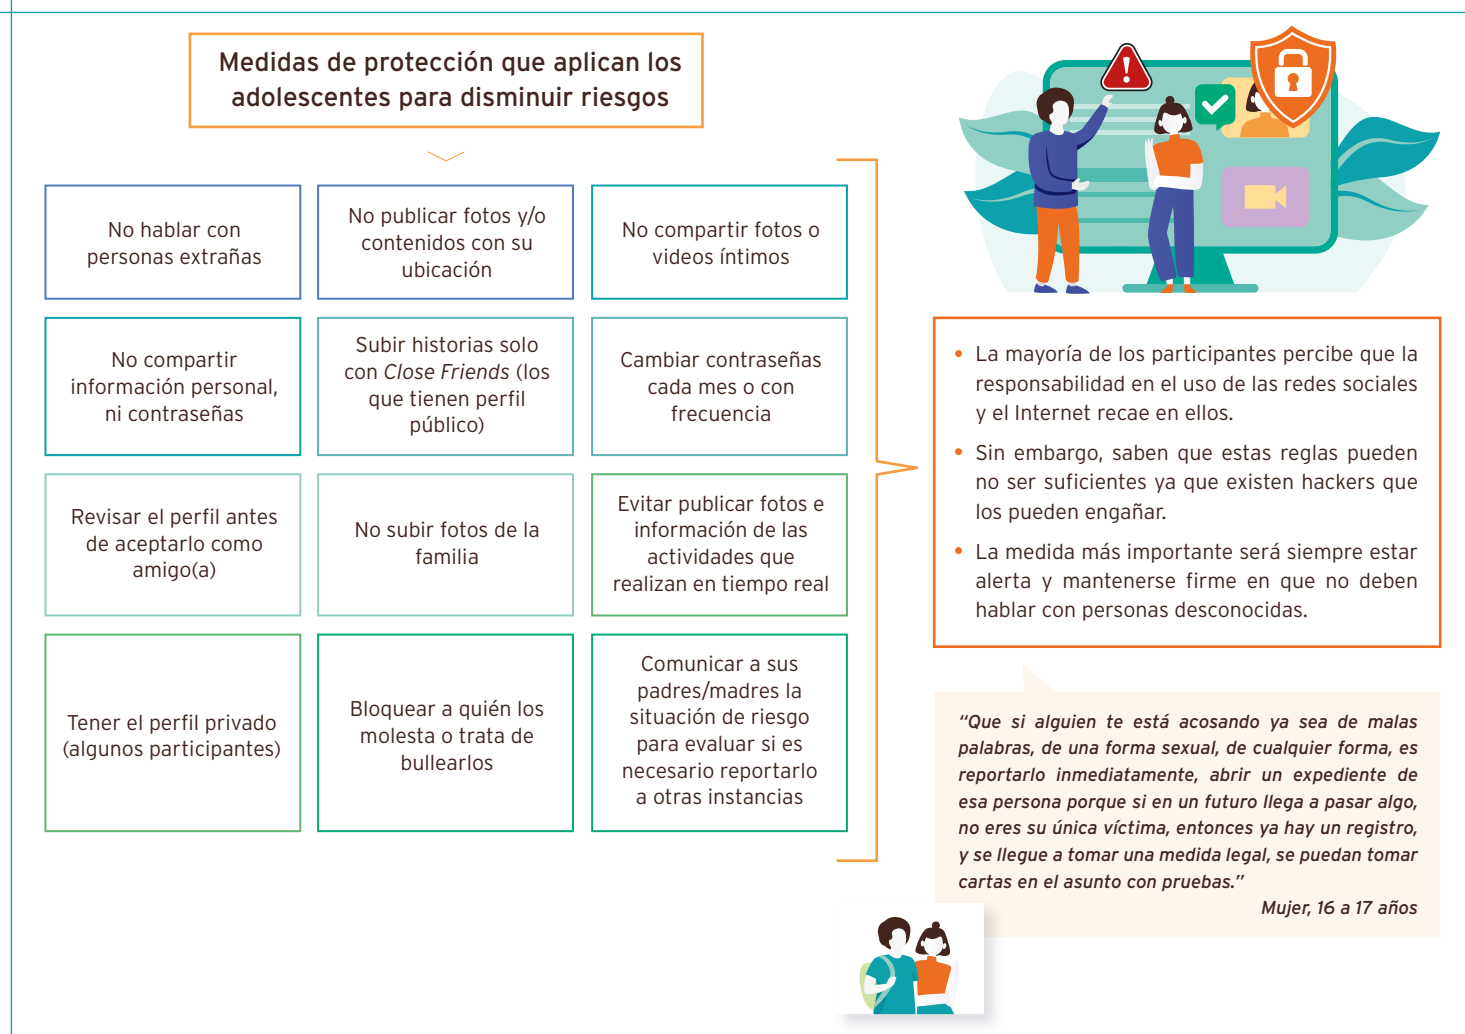 Medidas de protección que aplican los
adolescentes para disminuir riesgos
No hablar con
personas extrañas
No publicar fotos y/o
contenidos con su
ubicación
No compartir fotos o
videos íntimos
No compartir
información personal,
ni contraseñas
Subir historias solo
con Close Friends (los
que tienen perfil
público)
Cambiar contraseñas
cada mes o con
frecuencia
Revisar el perfil antes
de aceptarlo como
amigo(a)
No subir fotos de la
familia
Evitar publicar fotos e
información de las
actividades que
realizan en tiempo real
Tener el perfil privado
(algunos participantes)
Bloquear a quién los
molesta o trata de
bullearlos
Comunicar a sus
padres/madres la
situación de riesgo
para evaluar si es
necesario reportarlo
a otras instancias
• La mayoría de los participantes percibe que la
responsabilidad en el uso de las redes sociales
y el Internet recae en ellos.
• Sin embargo, saben que estas reglas pueden
no ser suficientes ya que existen hackers que
los pueden engañar.
• La medida más importante será siempre estar
alerta y mantenerse firme en que no deben
hablar con personas desconocidas.
“Que si alguien te está acosando ya sea de malas
palabras, de una forma sexual, de cualquier forma, es
reportarlo inmediatamente, abrir un expediente de
esa persona porque si en un futuro llega a pasar algo,
no eres su única víctima, entonces ya hay un registro,
y se llegue a tomar una medida legal, se puedan tomar
cartas en el asunto con pruebas.”
Mujer, 16 a 17 años